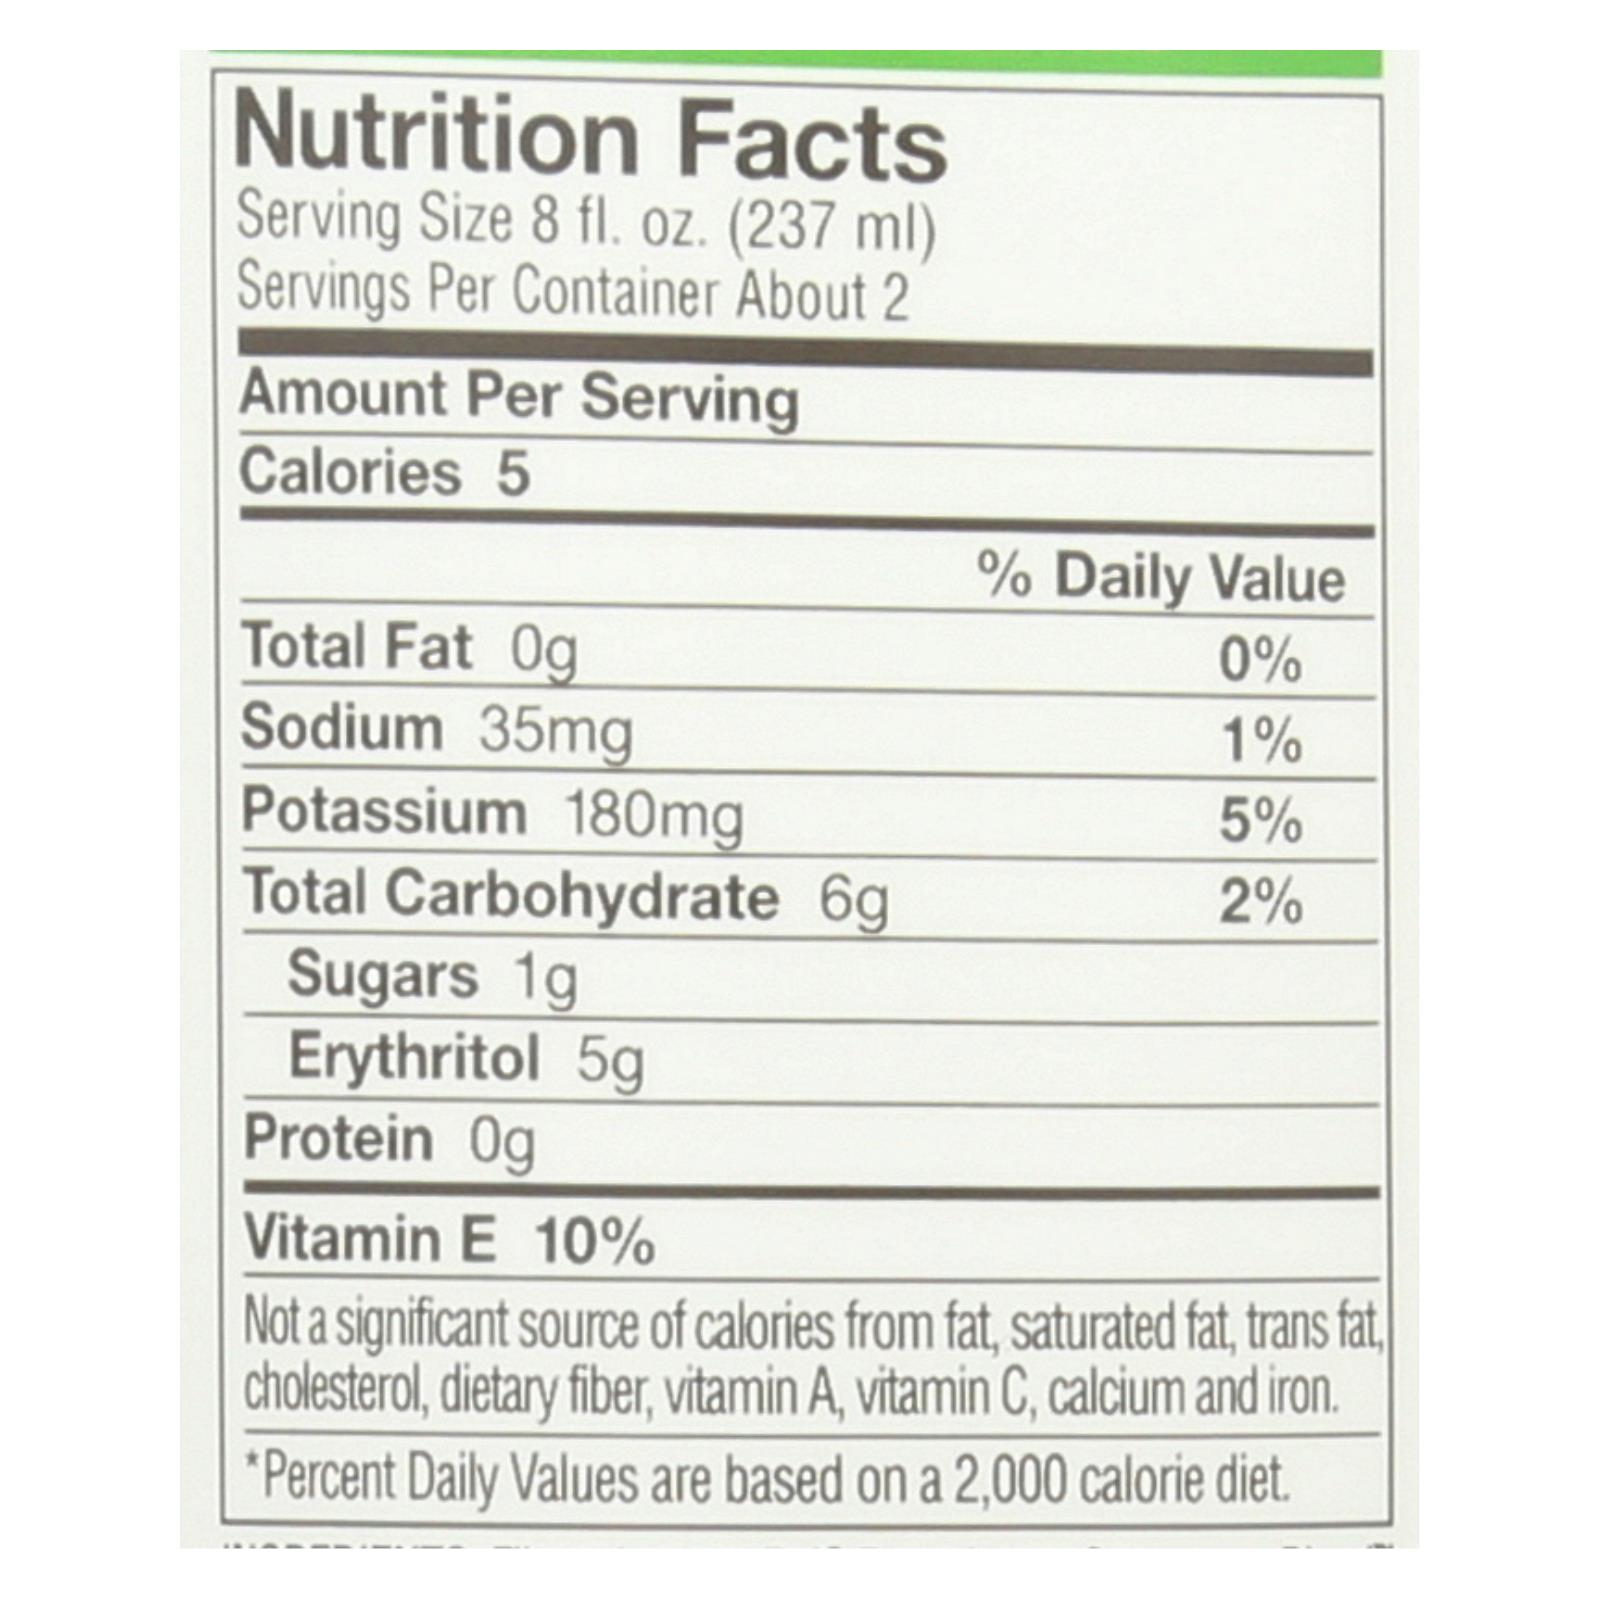 Nutrition Facts
Serving Size 8 fl. oz. (237 ml)
Servings Per Container About 2
Amount Per Serving
Calories 5
% Daily Value
Total Fat 0g 0%
Sodium 35mg 1%
Potassium 180mg 5%
Total Carbohydrate 6g 2%
Sugars 1g
Erythritol 5g
Protein 0g
Vitamin E 10%
Not a significant source of calories from fat, saturated fat, trans fat,
cholesterol, dietary fiber, vitamin A, vitamin C, calcium and iron.
*Percent Daily Values are based on a 2,000 calorie diet.